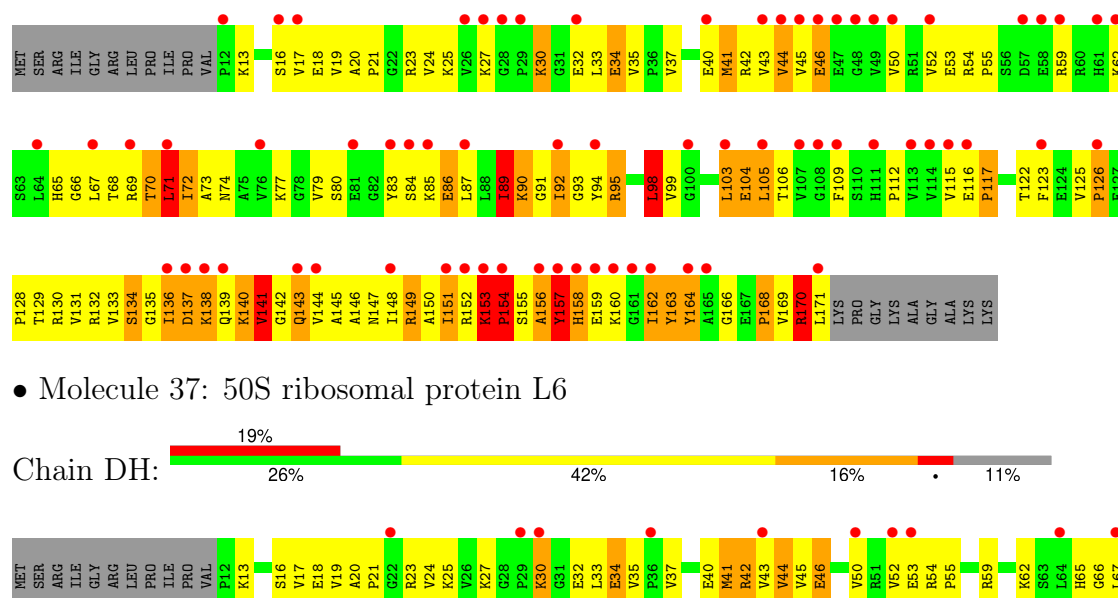 MET SER ARG ILE GLY ARG LEU PRO ILE PRO VAL P12 K13 S16 V17 E18 V19 A20 P21 G22 R23 V24 K25 V26 K27 G28 P29 K30 G31 E32 L33 E34 V35 P36 V37 E40 M41 R42 V43 V44 V45 E46 E47 G48 V49 V50 R51 V52 E53 R54 P55 S56 D57 E58 R59 R60 H61 K62
S63 L64 H65 G66 L67 T68 R69 T70 L71 I72 A73 N74 A75 V76 K77 G78 V79 S80 E81 G82 Y83 S84 K85 E86 L87 L88 I89 K90 G91 I92 G93 Y94 R95 L98 V99 G100 L103 E104 L105 T106 V107 G108 F109 S110 H111 P112 V113 V114 V115 E116 P117 T122 F123 E124 V125 P126 E127
P128 T129 R130 V131 R132 V133 S134 G135 I136 D137 K138 Q139 K140 V141 G142 Q143 V144 A145 A146 N147 I148 R149 A150 I151 R152 K153 P154 S155 A156 Y157 H158 E159 K160 G161 I162 Y163 Y164 A165 G166 E167 P168 V169 R170 L171 LYS PRO GLY LYS ALA GLY ALA LYS LYS
• Molecule 37: 50S ribosomal protein L6
19%
Chain DH:
26% 42% 16% • 11%
MET SER ARG ILE GLY ARG LEU PRO ILE PRO VAL P12 K13 S16 V17 E18 V19 A20 P21 G22 R23 V24 K25 V26 K27 G28 P29 K30 G31 E32 L33 E34 V35 P36 V37 E40 M41 R42 V43 V44 V45 E46 V50 R51 V52 E53 R54 P55 R59 K62 S63 L64 H65 G66 L67